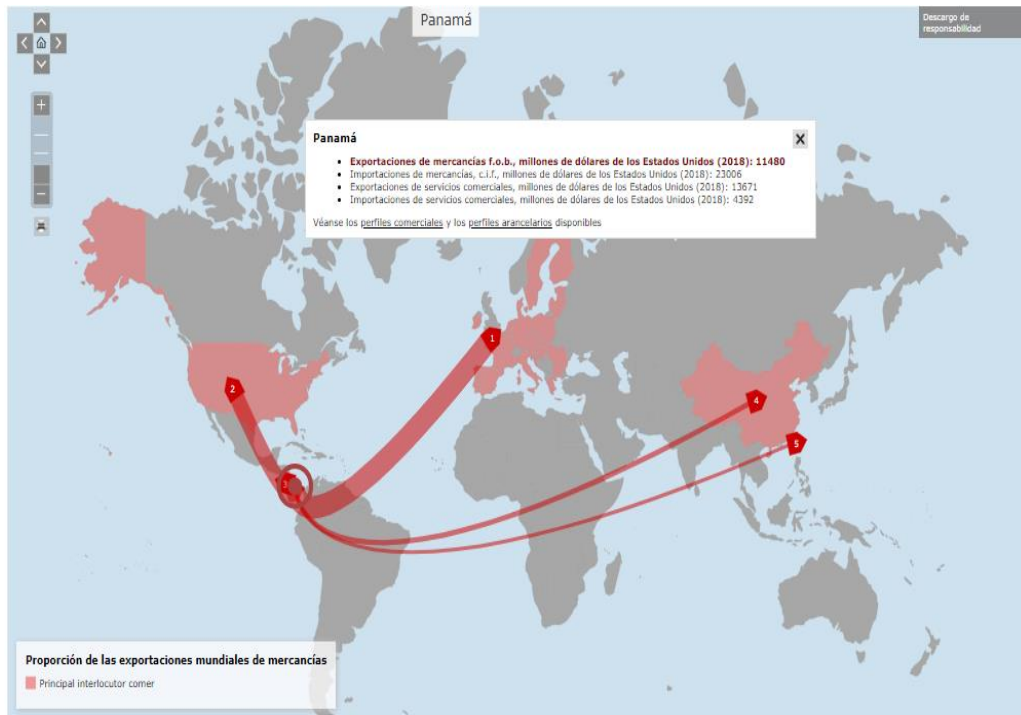 Panamá
Descargo de
responsabilidad
Panamá
Exportaciones de mercancías f.o.b., millones de dólares de los Estados Unidos (2018): 11480
Importaciones de mercancías, c.i.f., millones de dólares de los Estados Unidos (2018): 23006
Exportaciones de servicios comerciales, millones de dólares de los Estados Unidos (2018): 13671
Importaciones de servicios comerciales, millones de dólares de los Estados Unidos (2018): 4392
Véanse los perfiles comerciales y los perfiles arancelarios disponibles
1
2
4
5
3
Proporción de las exportaciones mundiales de mercancías
Principal interlocutor comer